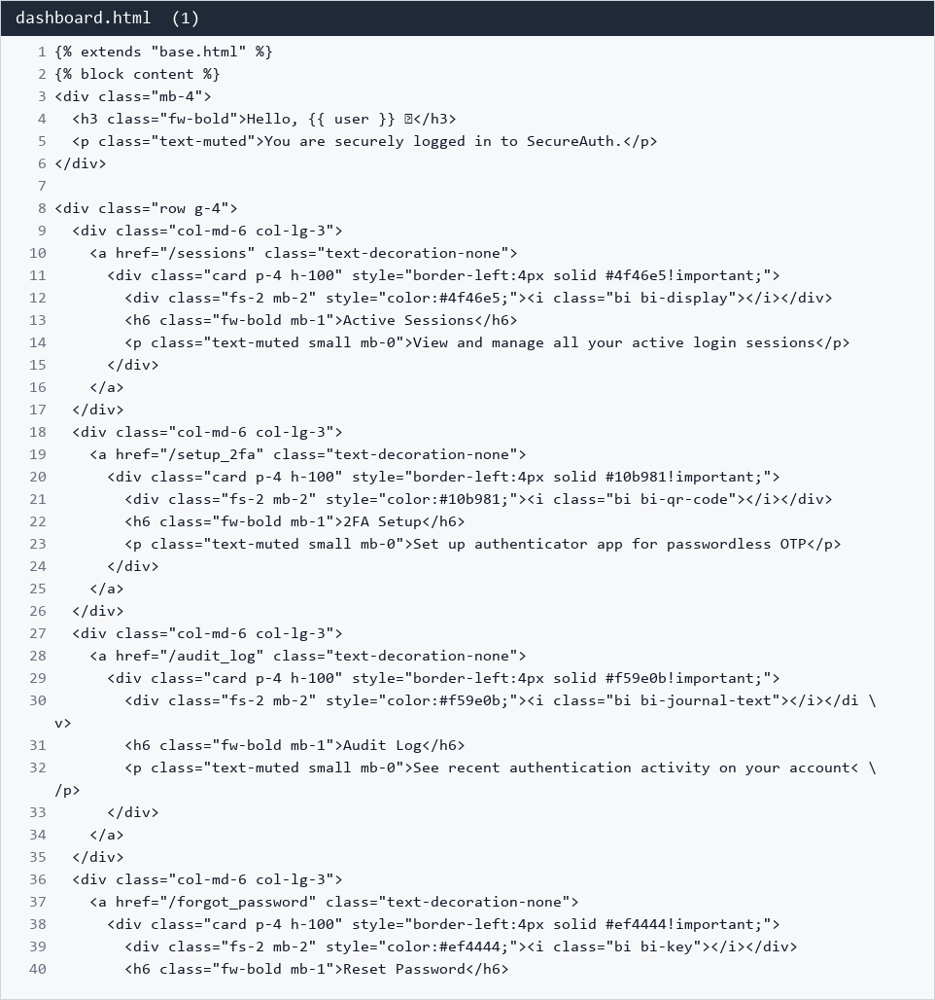 dashboard.html (1)
1 {% extends "base.html" %}
2 {% block content %}
3 <div class="mb-4">
4   <h3 class="fw-bold">Hello, {{ user }} </h3>
5   <p class="text-muted">You are securely logged in to SecureAuth.</p>
6 </div>
7
8 <div class="row g-4">
9   <div class="col-md-6 col-lg-3">
10     <a href="/sessions" class="text-decoration-none">
11       <div class="card p-4 h-100" style="border-left:4px solid #4f46e5!important;">
12         <div class="fs-2 mb-2" style="color:#4f46e5;"><i class="bi bi-display"></i></div>
13         <h6 class="fw-bold mb-1">Active Sessions</h6>
14         <p class="text-muted small mb-0">View and manage all your active login sessions</p>
15       </div>
16     </a>
17   </div>
18   <div class="col-md-6 col-lg-3">
19     <a href="/setup_2fa" class="text-decoration-none">
20       <div class="card p-4 h-100" style="border-left:4px solid #10b981!important;">
21         <div class="fs-2 mb-2" style="color:#10b981;"><i class="bi bi-qr-code"></i></div>
22         <h6 class="fw-bold mb-1">2FA Setup</h6>
23         <p class="text-muted small mb-0">Set up authenticator app for passwordless OTP</p>
24       </div>
25     </a>
26   </div>
27   <div class="col-md-6 col-lg-3">
28     <a href="/audit_log" class="text-decoration-none">
29       <div class="card p-4 h-100" style="border-left:4px solid #f59e0b!important;">
30         <div class="fs-2 mb-2" style="color:#f59e0b;"><i class="bi bi-journal-text"></i></di \
v>
31         <h6 class="fw-bold mb-1">Audit Log</h6>
32         <p class="text-muted small mb-0">See recent authentication activity on your account< \
/p>
33       </div>
34     </a>
35   </div>
36   <div class="col-md-6 col-lg-3">
37     <a href="/forgot_password" class="text-decoration-none">
38       <div class="card p-4 h-100" style="border-left:4px solid #ef4444!important;">
39         <div class="fs-2 mb-2" style="color:#ef4444;"><i class="bi bi-key"></i></div>
40         <h6 class="fw-bold mb-1">Reset Password</h6>